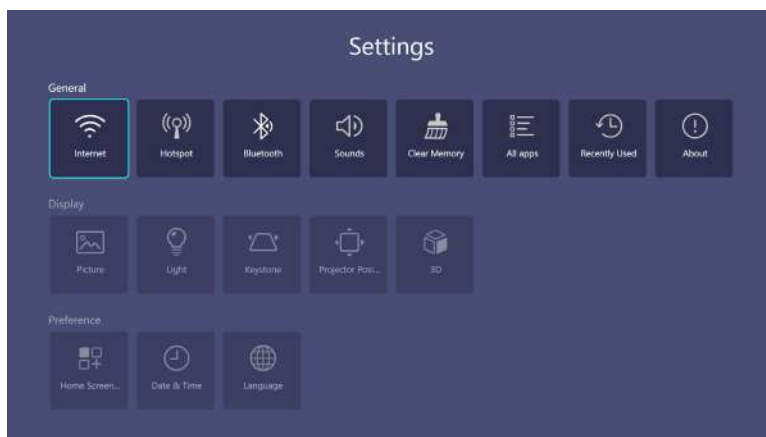 Settings
General
Internet
Hotspot
Bluetooth
Sounds
Clear Memory
All apps
Recently Used
About
Display
Picture
Light
Keystone
Projector Posi...
3D
Preference
Home Screen...
Date & Time
Language